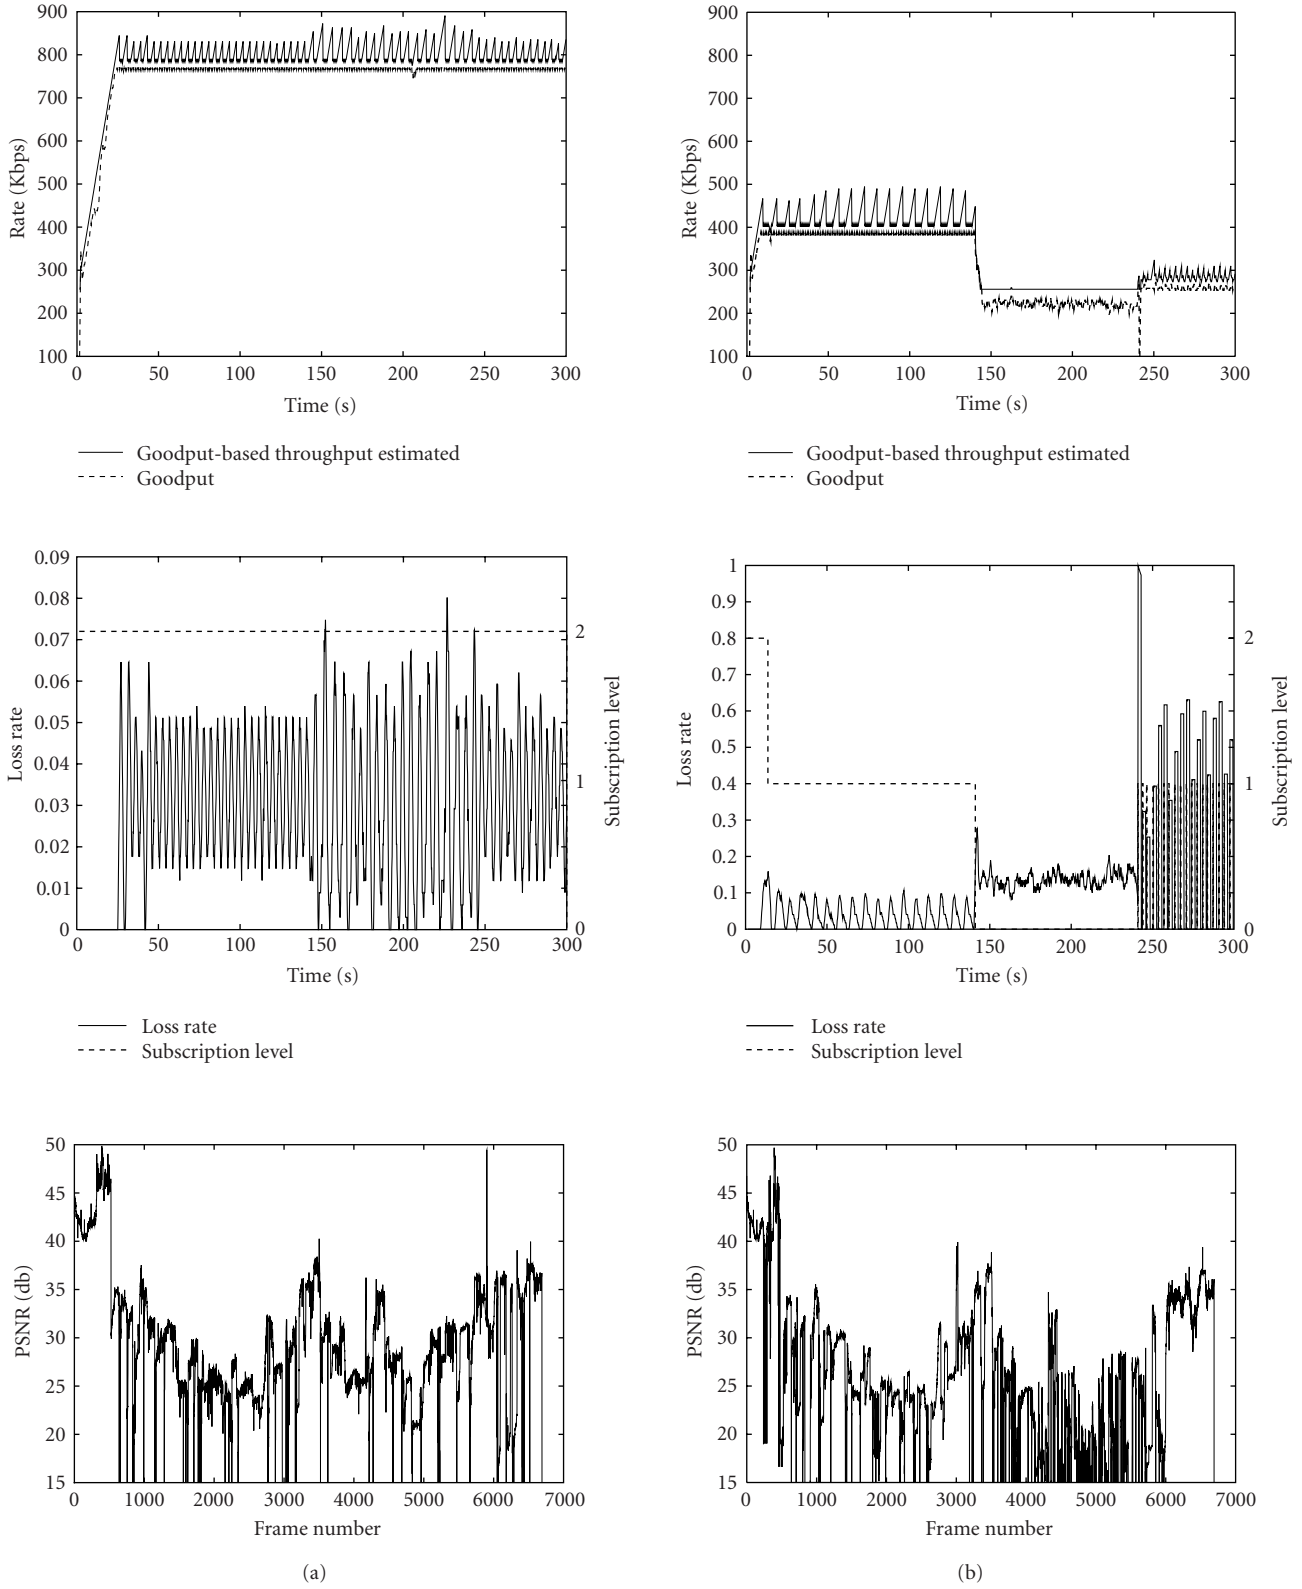 900
800
700
600
500
400
300
200
100
Rate (Kbps)
0 50 100 150 200 250 300
Time (s)
Goodput-based throughput estimated
Goodput
900
800
700
600
500
400
300
200
100
Rate (Kbps)
0 50 100 150 200 250 300
Time (s)
Goodput-based throughput estimated
Goodput
0.09
0.08
0.07
0.06
0.05
0.04
0.03
0.02
0.01
0
Loss rate
2
1
0
Subscription level
0 50 100 150 200 250 300
Time (s)
Loss rate
Subscription level
1
0.9
0.8
0.7
0.6
0.5
0.4
0.3
0.2
0.1
0
Loss rate
2
1
0
Subscription level
0 50 100 150 200 250 300
Time (s)
Loss rate
Subscription level
50
45
40
35
30
25
20
15
PSNR (db)
0 1000 2000 3000 4000 5000 6000 7000
Frame number
(a)
50
45
40
35
30
25
20
15
PSNR (db)
0 1000 2000 3000 4000 5000 6000 7000
Frame number
(b)